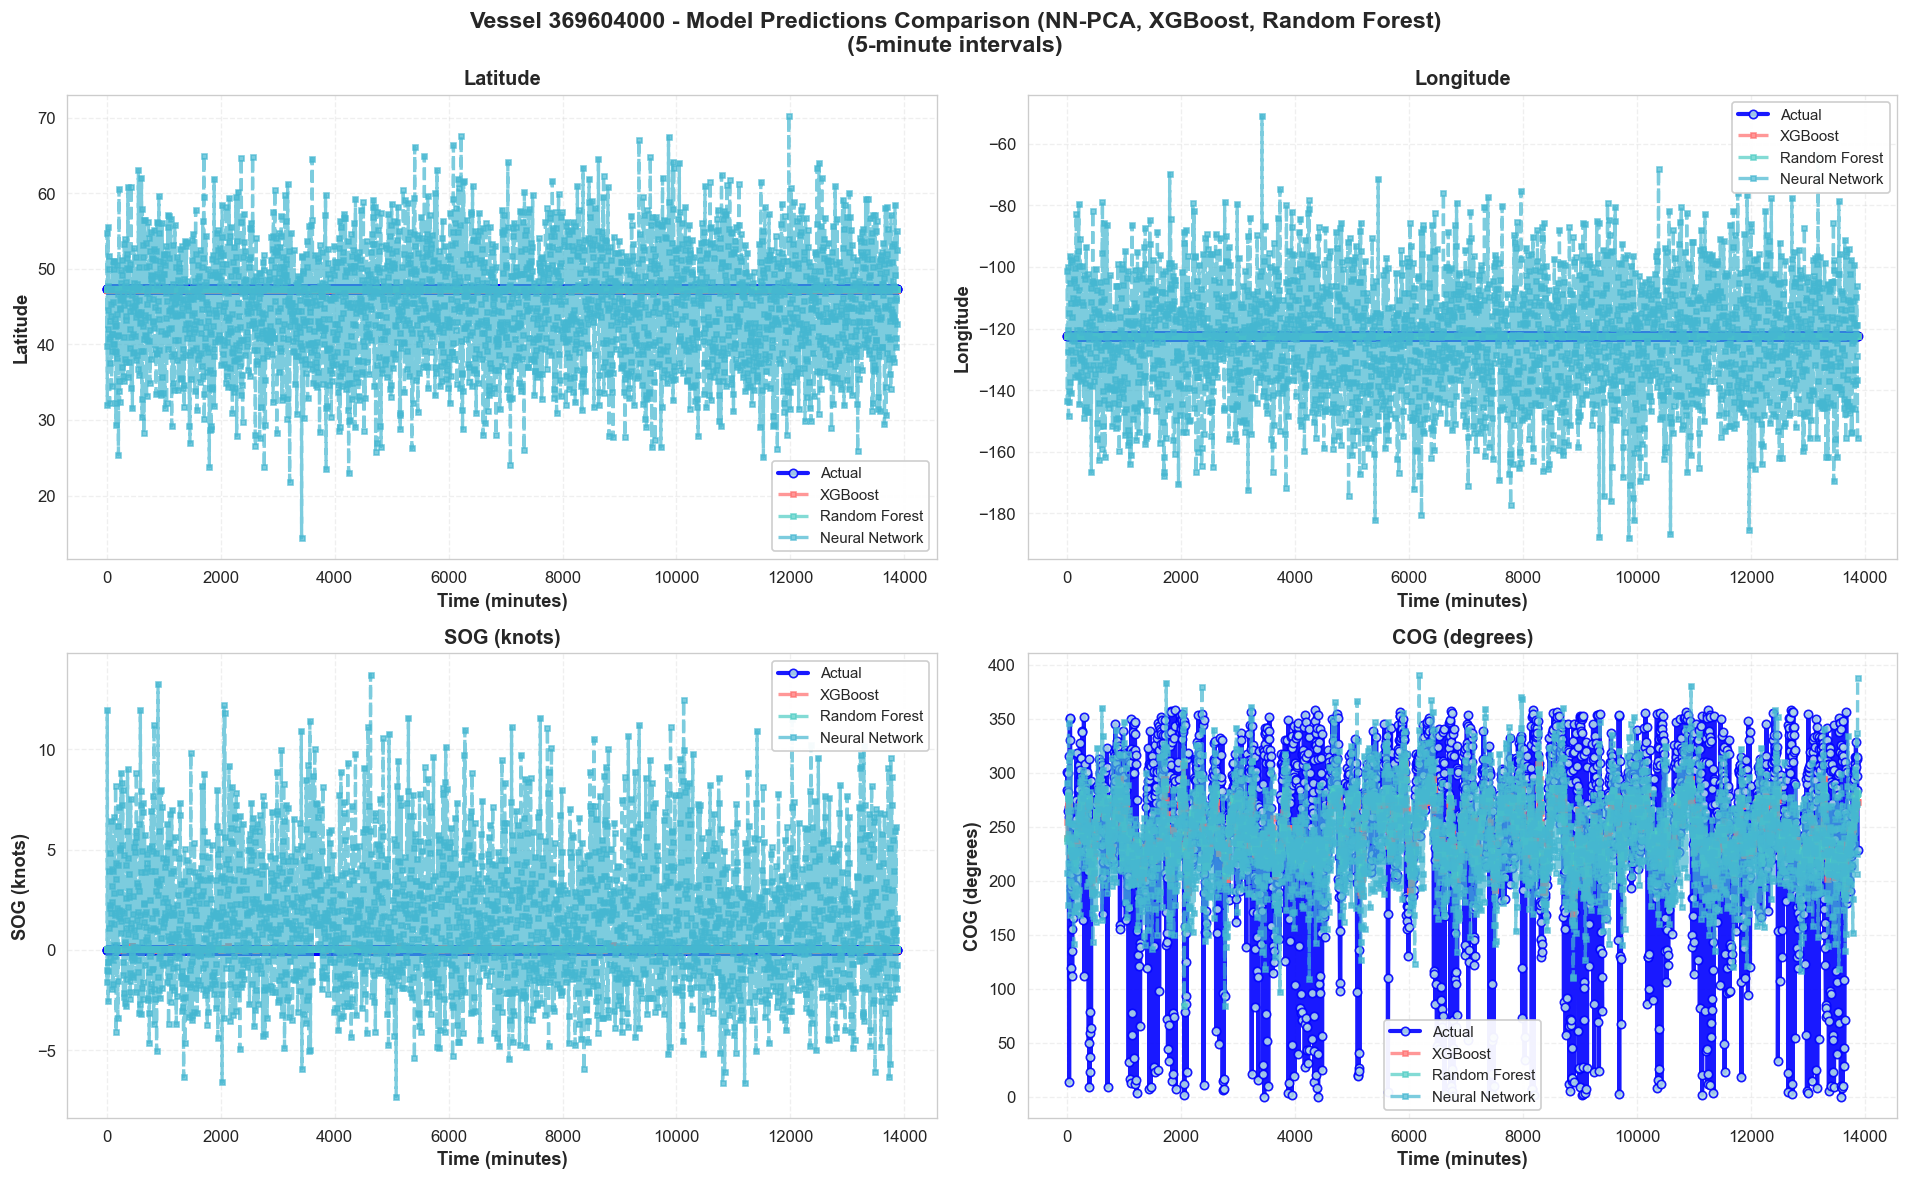 Vessel 369604000 - Model Predictions Comparison (NN-PCA, XGBoost, Random Forest)
(5-minute intervals)
Latitude
Latitude
70
60
50
40
30
20
Actual
XGBoost
Random Forest
Neural Network
0 2000 4000 6000 8000 10000 12000 14000
Time (minutes)
Longitude
Longitude
−60
−80
−100
−120
−140
−160
−180
Actual
XGBoost
Random Forest
Neural Network
0 2000 4000 6000 8000 10000 12000 14000
Time (minutes)
SOG (knots)
SOG (knots)
10
5
0
−5
Actual
XGBoost
Random Forest
Neural Network
0 2000 4000 6000 8000 10000 12000 14000
Time (minutes)
COG (degrees)
COG (degrees)
400
350
300
250
200
150
100
50
0
Actual
XGBoost
Random Forest
Neural Network
0 2000 4000 6000 8000 10000 12000 14000
Time (minutes)